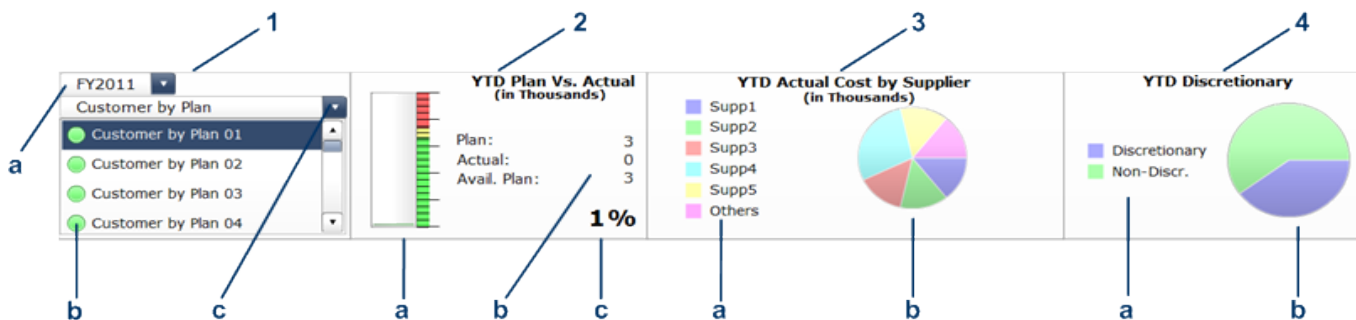 1
2
3
4
a
FY2011
Customer by Plan
Customer by Plan 01
Customer by Plan 02
Customer by Plan 03
Customer by Plan 04
b
c
YTD Plan Vs. Actual
(in Thousands)
Plan: 3
Actual: 0
Avail. Plan: 3
1%
a
b
c
YTD Actual Cost by Supplier
(in Thousands)
Supp1
Supp2
Supp3
Supp4
Supp5
Others
a
b
YTD Discretionary
Discretionary
Non-Discr.
a
b